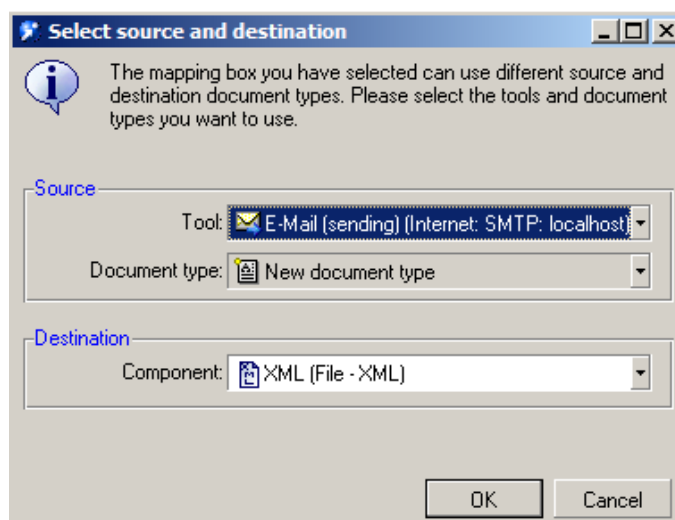 Select source and destination
The mapping box you have selected can use different source and
destination document types. Please select the tools and document
types you want to use.
Source
Tool: E-Mail (sending) (Internet: SMTP: localhost)
Document type: New document type
Destination
Component: XML (File - XML)
OK Cancel